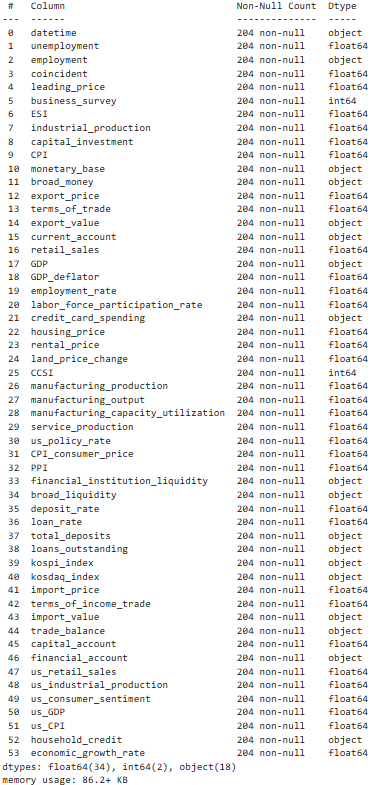 #   Column                              Non-Null Count  Dtype
---  ------                              --------------  -----
0   datetime                            204 non-null    object
1   unemployment                        204 non-null    float64
2   employment                          204 non-null    object
3   coincident                          204 non-null    float64
4   leading_price                       204 non-null    float64
5   business_survey                     204 non-null    int64
6   ESI                                 204 non-null    float64
7   industrial_production               204 non-null    float64
8   capital_investment                  204 non-null    float64
9   CPI                                 204 non-null    float64
10  monetary_base                       204 non-null    object
11  broad_money                         204 non-null    object
12  export_price                        204 non-null    float64
13  terms_of_trade                      204 non-null    float64
14  export_value                        204 non-null    object
15  current_account                     204 non-null    object
16  retail_sales                        204 non-null    float64
17  GDP                                 204 non-null    object
18  GDP_deflator                        204 non-null    float64
19  employment_rate                     204 non-null    float64
20  labor_force_participation_rate      204 non-null    float64
21  credit_card_spending                204 non-null    object
22  housing_price                       204 non-null    float64
23  rental_price                        204 non-null    float64
24  land_price_change                   204 non-null    float64
25  CCSI                                204 non-null    int64
26  manufacturing_production            204 non-null    float64
27  manufacturing_output                204 non-null    float64
28  manufacturing_capacity_utilization  204 non-null    float64
29  service_production                  204 non-null    float64
30  us_policy_rate                      204 non-null    float64
31  CPI_consumer_price                  204 non-null    float64
32  PPI                                 204 non-null    float64
33  financial_institution_liquidity     204 non-null    object
34  broad_liquidity                     204 non-null    object
35  deposit_rate                        204 non-null    float64
36  loan_rate                           204 non-null    float64
37  total_deposits                      204 non-null    object
38  loans_outstanding                   204 non-null    object
39  kospi_index                         204 non-null    object
40  kosdaq_index                        204 non-null    object
41  import_price                        204 non-null    float64
42  terms_of_income_trade               204 non-null    float64
43  import_value                        204 non-null    object
44  trade_balance                       204 non-null    object
45  capital_account                     204 non-null    float64
46  financial_account                   204 non-null    object
47  us_retail_sales                     204 non-null    float64
48  us_industrial_production            204 non-null    float64
49  us_consumer_sentiment               204 non-null    float64
50  us_GDP                              204 non-null    float64
51  us_CPI                              204 non-null    float64
52  household_credit                    204 non-null    object
53  economic_growth_rate                204 non-null    float64
dtypes: float64(34), int64(2), object(18)
memory usage: 86.2+ KB